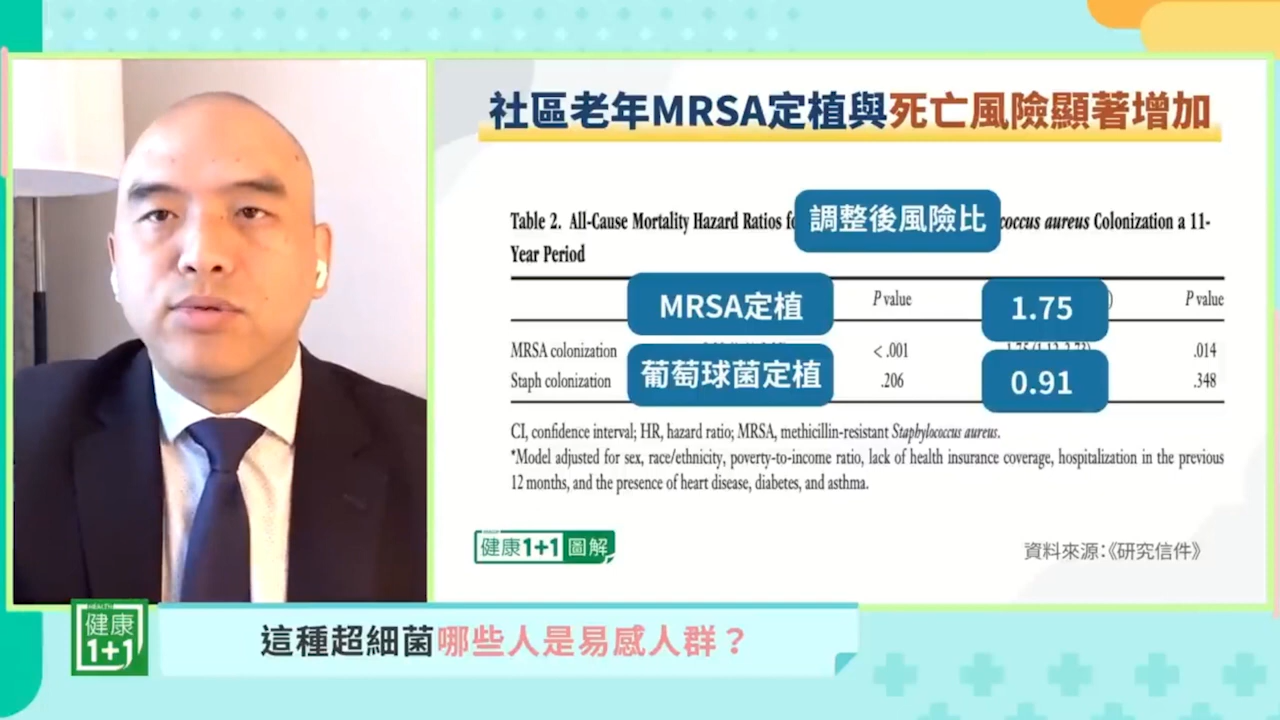 社區老年MRSA定植與死亡風險顯著增加
Table 2. All-Cause Mortality Hazard Ratios
調整後風險比
coccus aureus Colonization a 11-
Year Period
MRSA定植
P value
1.75
)
P value
MRSA colonization
<.001
.014
Staph colonization
葡萄球菌定植
.206
0.91
.348
CI, confidence interval; HR, hazard ratio; MRSA, methicillin-resistant Staphylococcus aureus.
*Model adjusted for sex, race/ethnicity, poverty-to-income ratio, lack of health insurance coverage, hospitalization in the previous
12 months, and the presence of heart disease, diabetes, and asthma.
健康1+1圖解
資料來源：《研究信件》
HEALTH
健康
1+1
這種超細菌哪些人是易感人群？